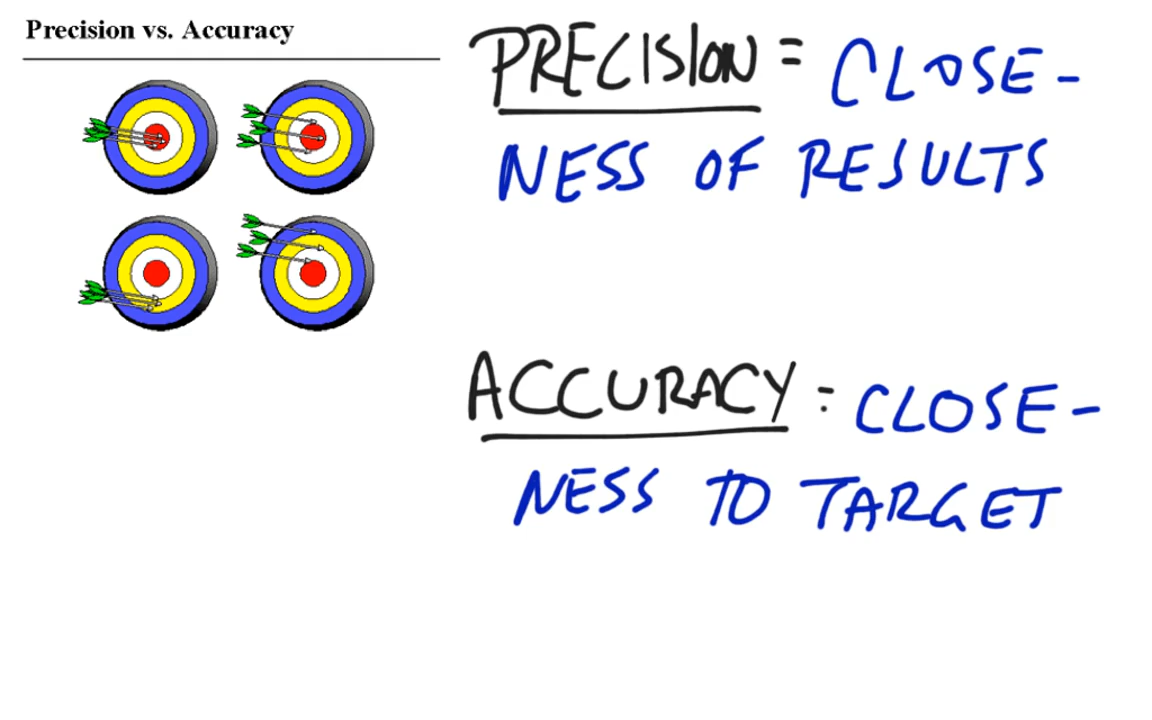 Precision vs. Accuracy
PRECISION = CLOSE-
NESS OF RESULTS
ACCURACY = CLOSE-
NESS TO TARGET